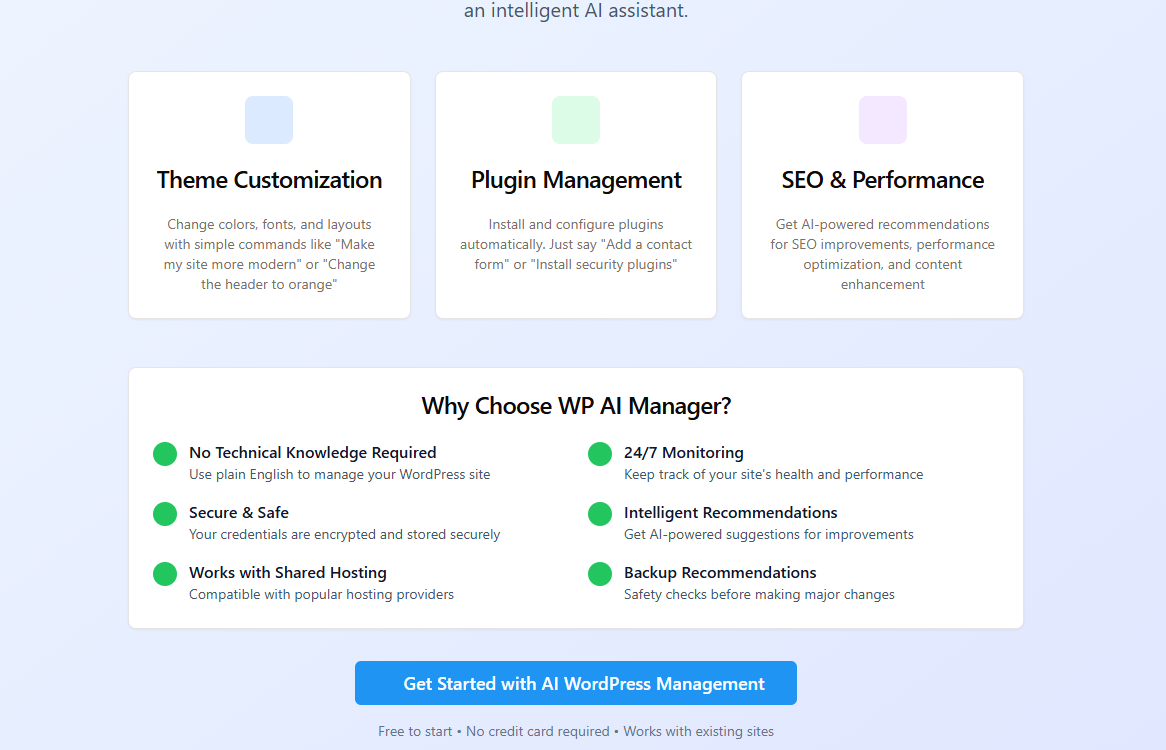 an intelligent AI assistant.
Theme Customization
Change colors, fonts, and layouts
with simple commands like "Make
my site more modern" or "Change
the header to orange"
Plugin Management
Install and configure plugins
automatically. Just say "Add a contact
form" or "Install security plugins"
SEO & Performance
Get AI-powered recommendations
for SEO improvements, performance
optimization, and content
enhancement
Why Choose WP AI Manager?
No Technical Knowledge Required
Use plain English to manage your WordPress site
24/7 Monitoring
Keep track of your site's health and performance
Secure & Safe
Your credentials are encrypted and stored securely
Intelligent Recommendations
Get AI-powered suggestions for improvements
Works with Shared Hosting
Compatible with popular hosting providers
Backup Recommendations
Safety checks before making major changes
Get Started with AI WordPress Management
Free to start • No credit card required • Works with existing sites